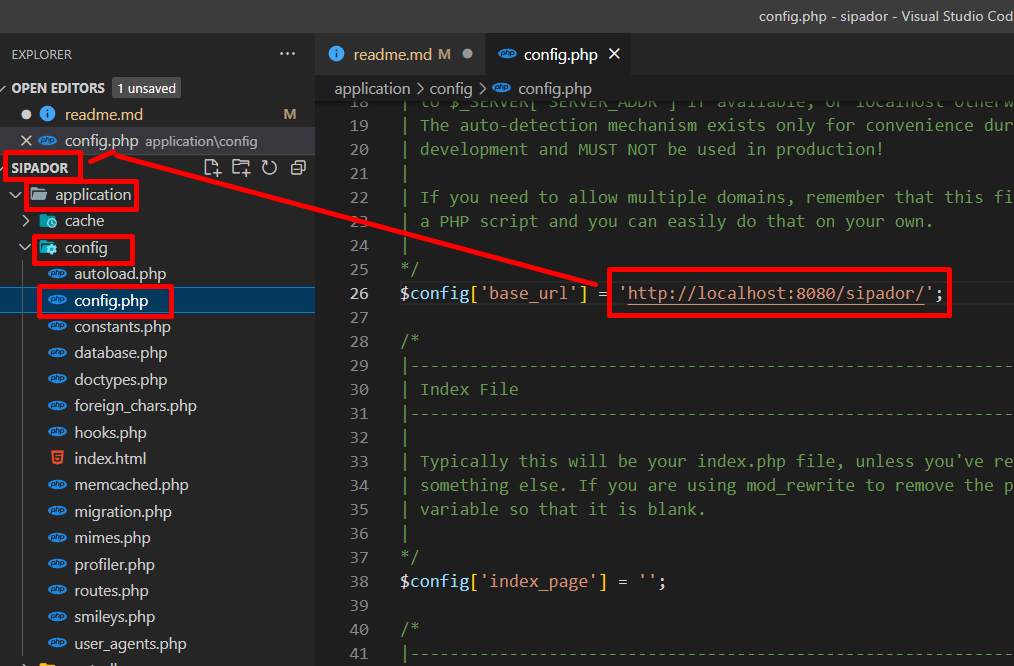 config.php - sipador - Visual Studio Cod
EXPLORER
···
readme.md M
config.php
OPEN EDITORS 1 unsaved
readme.md M
config.php application\config
SIPADOR
application
cache
config
autoload.php
config.php
constants.php
database.php
doctypes.php
foreign_chars.php
hooks.php
index.html
memcached.php
migration.php
mimes.php
profiler.php
routes.php
smileys.php
user_agents.php
application > config > config.php
18 | to $_SERVER['SERVER_ADDR'] if available, or localhost otherw
19 | The auto-detection mechanism exists only for convenience dur
20 | development and MUST NOT be used in production!
21 |
22 | If you need to allow multiple domains, remember that this fi
23 | a PHP script and you can easily do that on your own.
24 |
25 */
26 $config['base_url'] = 'http://localhost:8080/sipador/';
27
28 /*
29 |--------------------------------------------------------------
30 | Index File
31 |--------------------------------------------------------------
32 |
33 | Typically this will be your index.php file, unless you've re
34 | something else. If you are using mod_rewrite to remove the p
35 | variable so that it is blank.
36 |
37 */
38 $config['index_page'] = '';
39
40 /*
41 |--------------------------------------------------------------